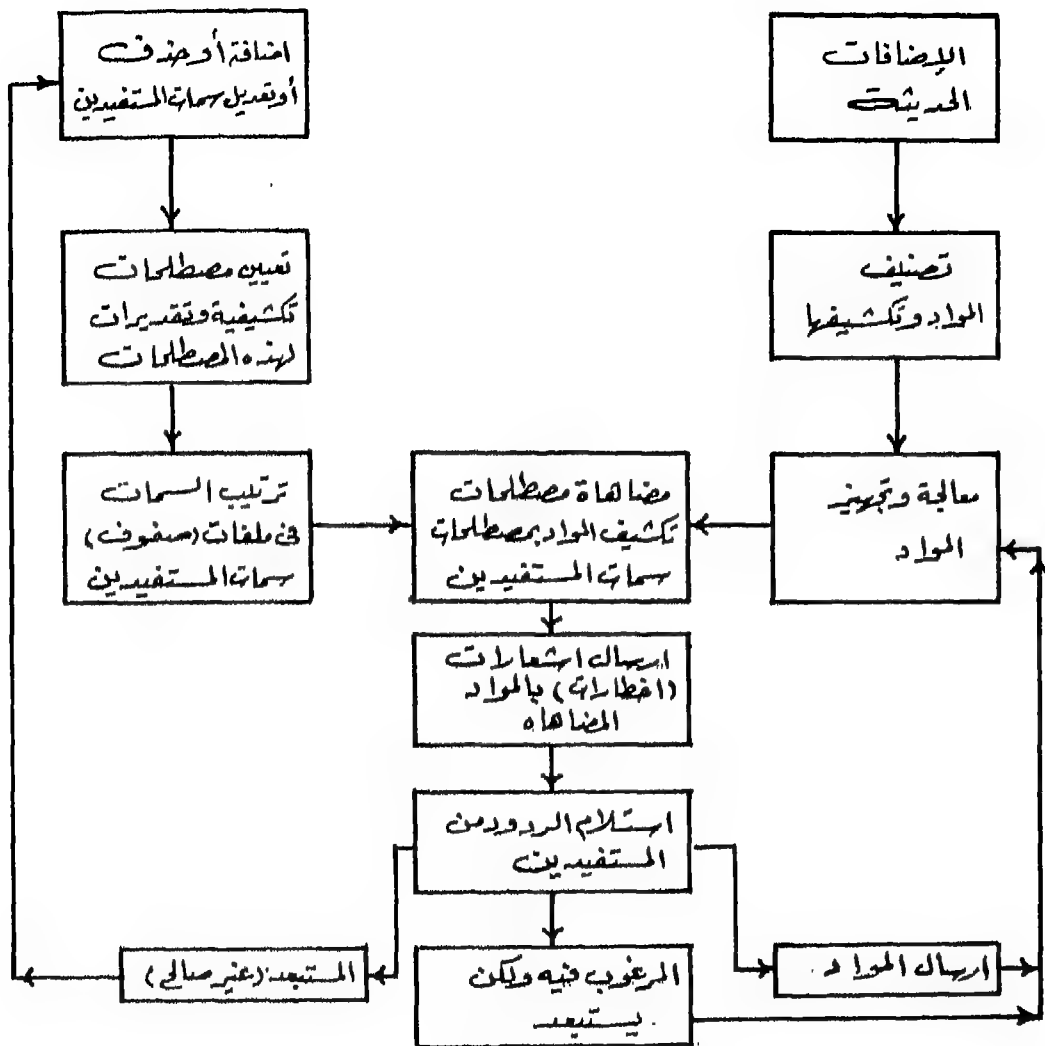 الإضافات
الحديثة
تصنيف
المواد وتكشيفها
معالجة وتجهيز
المواد
اضافة أو حذف
أو تعديل سمات المستفيدين
تعيين مصطلحات
تكشيفية وتقديرات
لهذه المصطلحات
ترتيب السمات
فى ملفات (صفوف)
سمات المستفيدين
مضاهاة مصطلحات
تكشيف المواد بمصطلحات
سمات المستفيدين
ارسال اشعارات
(اخطارات) بالمواد
المضاهاه
استلام الردود من
المستفيدين
ارسال المواد
المرغوب فيه ولكن
يستبعد
المستبعد (غير صالح)